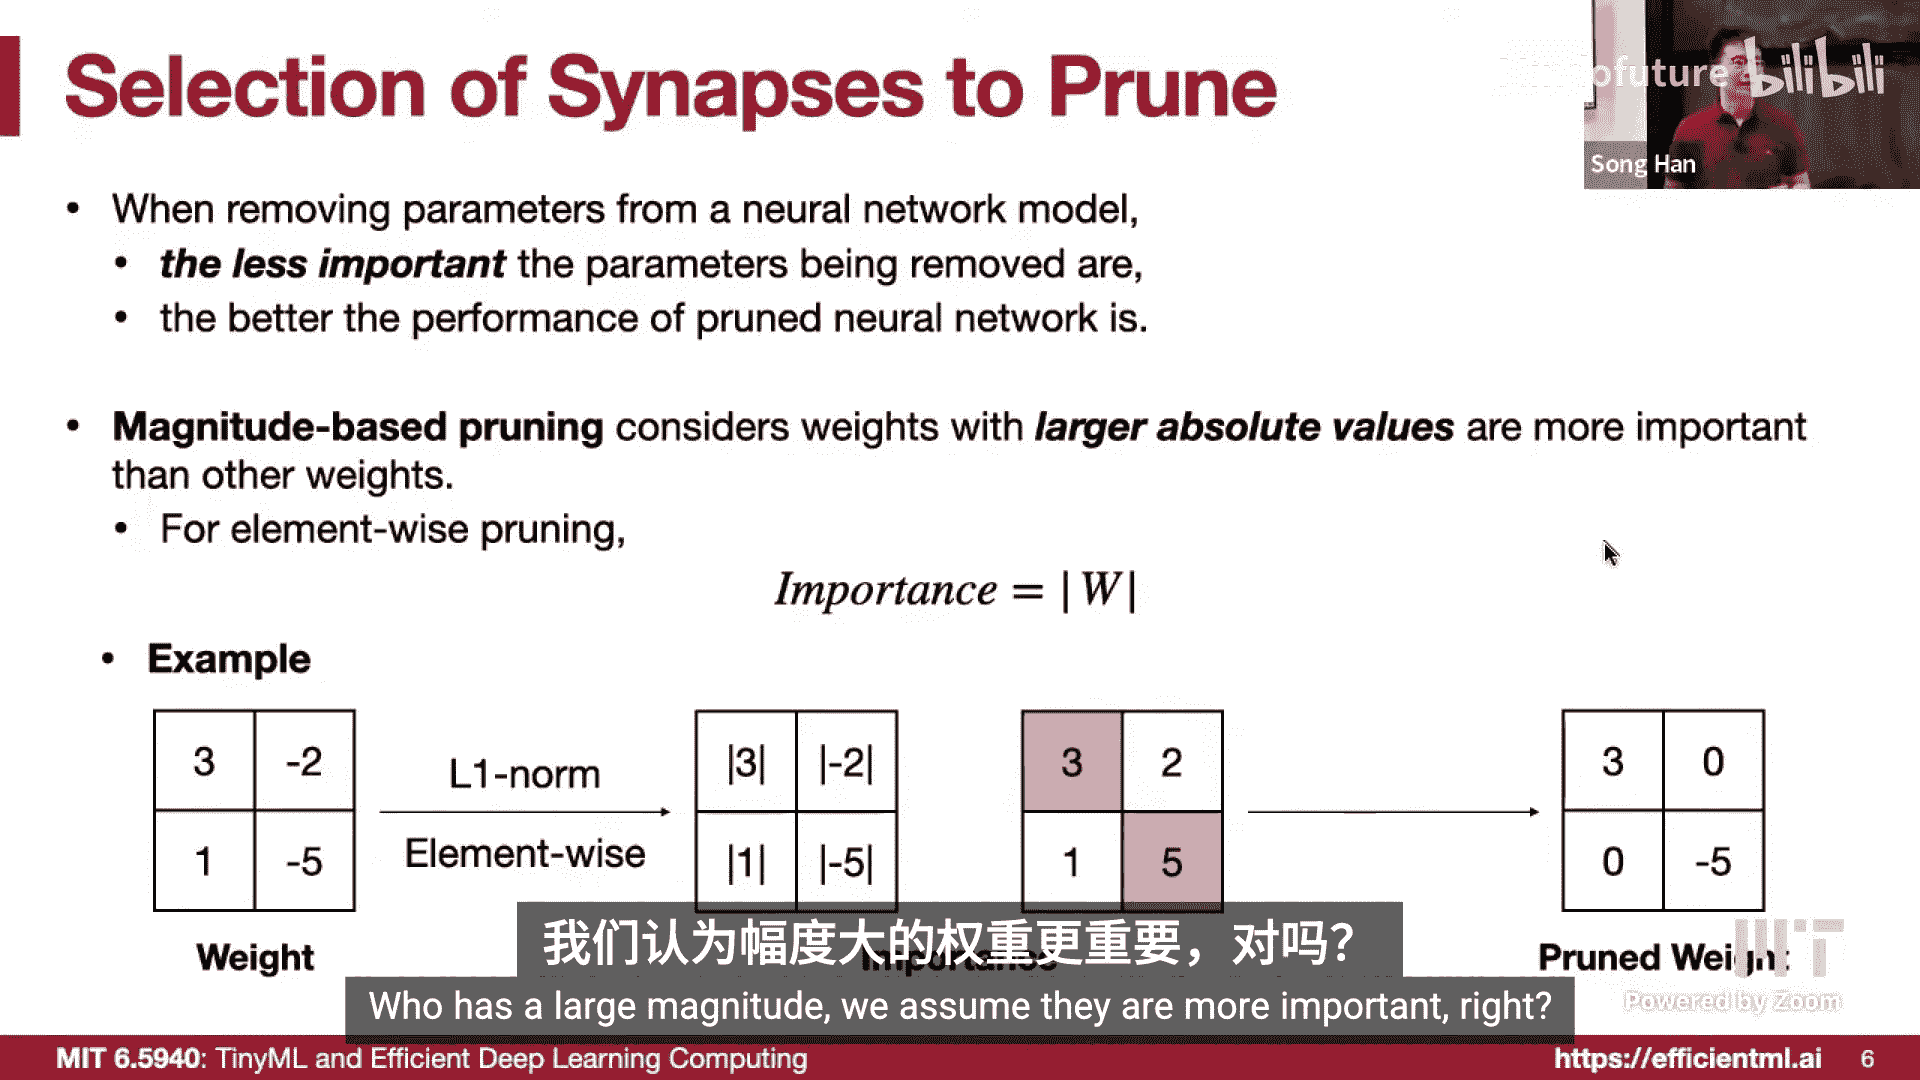 Selection of Synapses to Prune
ofuture bilibili
Song Han
• When removing parameters from a neural network model,
• the less important the parameters being removed are,
• the better the performance of pruned neural network is.
• Magnitude-based pruning considers weights with larger absolute values are more important
than other weights.
• For element-wise pruning,
Importance = |W|
• Example
3 -2
1 -5
L1-norm
Element-wise
|3| |-2|
|1| |-5|
3 2
1 5
3 0
0 -5
Weight
Importance
Pruned Weight
我们认为幅度大的权重更重要，对吗？
Who has a large magnitude, we assume they are more important, right?
MIT
Powered by Zoom
MIT 6.5940: TinyML and Efficient Deep Learning Computing
https://efficientml.ai 6